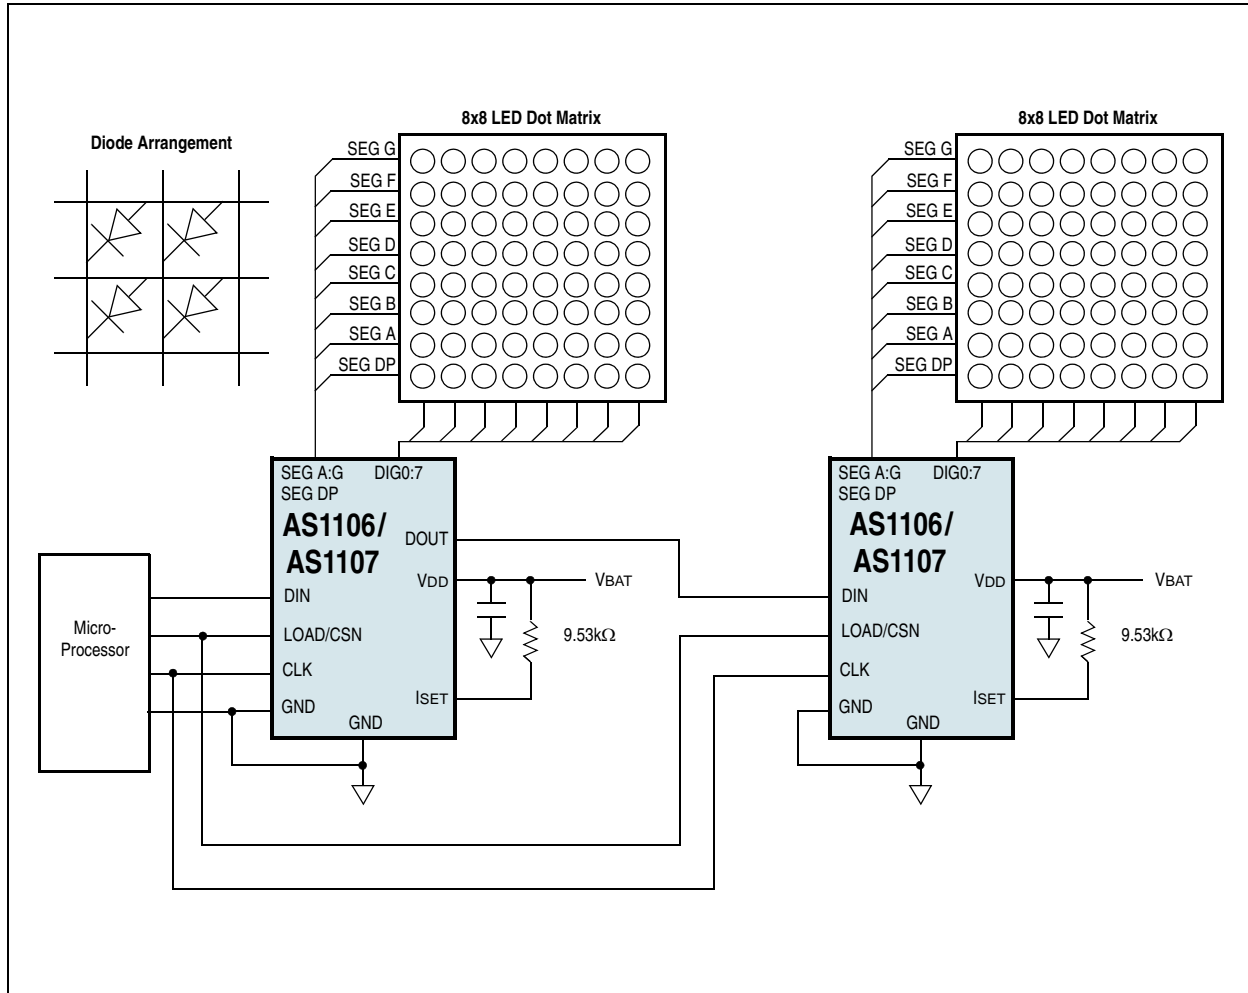 Diode Arrangement
8x8 LED Dot Matrix
SEG G
SEG F
SEG E
SEG D
SEG C
SEG B
SEG A
SEG DP
8x8 LED Dot Matrix
SEG G
SEG F
SEG E
SEG D
SEG C
SEG B
SEG A
SEG DP
Micro-
Processor
SEG A:G DIG0:7
SEG DP
AS1106/
AS1107
DOUT
VDD
DIN
LOAD/CSN
CLK
ISET
GND
GND
VBAT
9.53kΩ
SEG A:G DIG0:7
SEG DP
AS1106/
AS1107
VDD
DIN
LOAD/CSN
CLK
ISET
GND
GND
VBAT
9.53kΩ